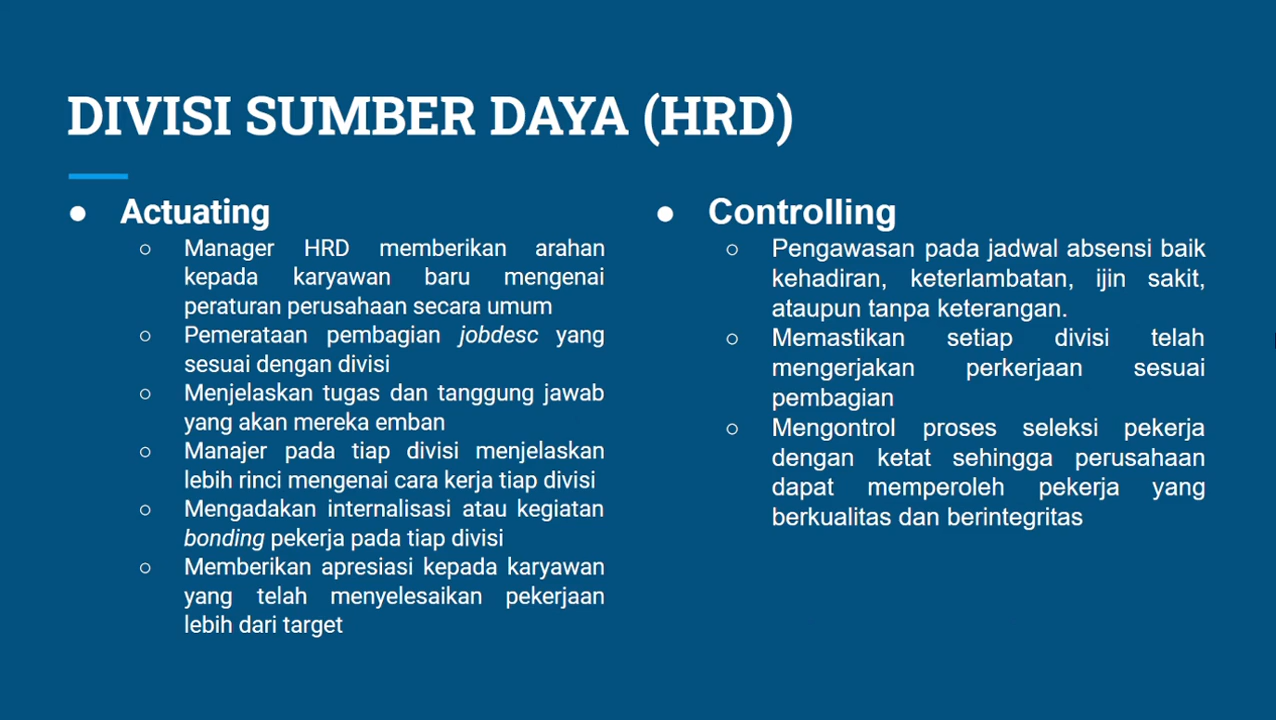 DIVISI SUMBER DAYA (HRD)
● Actuating
○ Manager HRD memberikan arahan
kepada karyawan baru mengenai
peraturan perusahaan secara umum
○ Pemerataan pembagian jobdesc yang
sesuai dengan divisi
○ Menjelaskan tugas dan tanggung jawab
yang akan mereka emban
○ Manajer pada tiap divisi menjelaskan
lebih rinci mengenai cara kerja tiap divisi
○ Mengadakan internalisasi atau kegiatan
bonding pekerja pada tiap divisi
○ Memberikan apresiasi kepada karyawan
yang telah menyelesaikan pekerjaan
lebih dari target
● Controlling
○ Pengawasan pada jadwal absensi baik
kehadiran, keterlambatan, ijin sakit,
ataupun tanpa keterangan.
○ Memastikan setiap divisi telah
mengerjakan perkerjaan sesuai
pembagian
○ Mengontrol proses seleksi pekerja
dengan ketat sehingga perusahaan
dapat memperoleh pekerja yang
berkualitas dan berintegritas